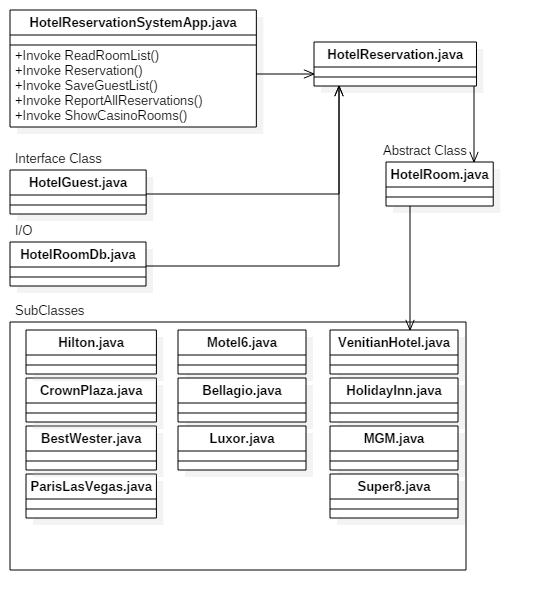 HotelReservationSystemApp.java
+Invoke ReadRoomList()
+Invoke Reservation()
+Invoke SaveGuestList()
+Invoke ReportAllReservations()
+Invoke ShowCasinoRooms()
HotelReservation.java
Interface Class
HotelGuest.java
Abstract Class
HotelRoom.java
I/O
HotelRoomDb.java
SubClasses
Hilton.java
Motel6.java
VenitianHotel.java
CrownPlaza.java
Bellagio.java
HolidayInn.java
BestWester.java
Luxor.java
MGM.java
ParisLasVegas.java
Super8.java